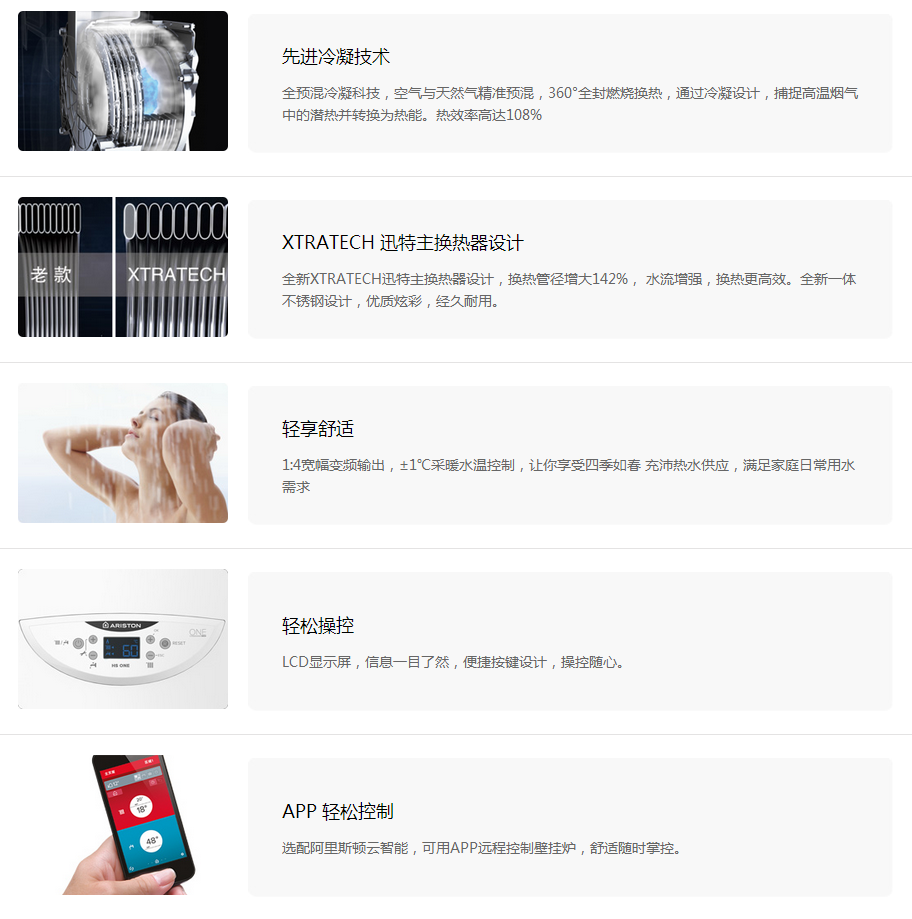 先进冷凝技术
全预混冷凝科技，空气与天然气精准预混，360°全封燃烧换热，通过冷凝设计，捕捉高温烟气
中的潜热并转换为热能。热效率高达108%
老款
XTRATECH
XTRATECH 迅特主换热器设计
全新XTRATECH迅特主换热器设计，换热管径增大142%， 水流增强，换热更高效。全新一体
不锈钢设计，优质炫彩，经久耐用。
轻享舒适
1:4宽幅变频输出，±1℃采暖水温控制，让你享受四季如春 充沛热水供应，满足家庭日常用水
需求
ARISTON
ONE
RESET
60
HS ONE
轻松操控
LCD显示屏，信息一目了然，便捷按键设计，操控随心。
18°
48°
APP 轻松控制
选配阿里斯顿云智能，可用APP远程控制壁挂炉，舒适随时掌控。